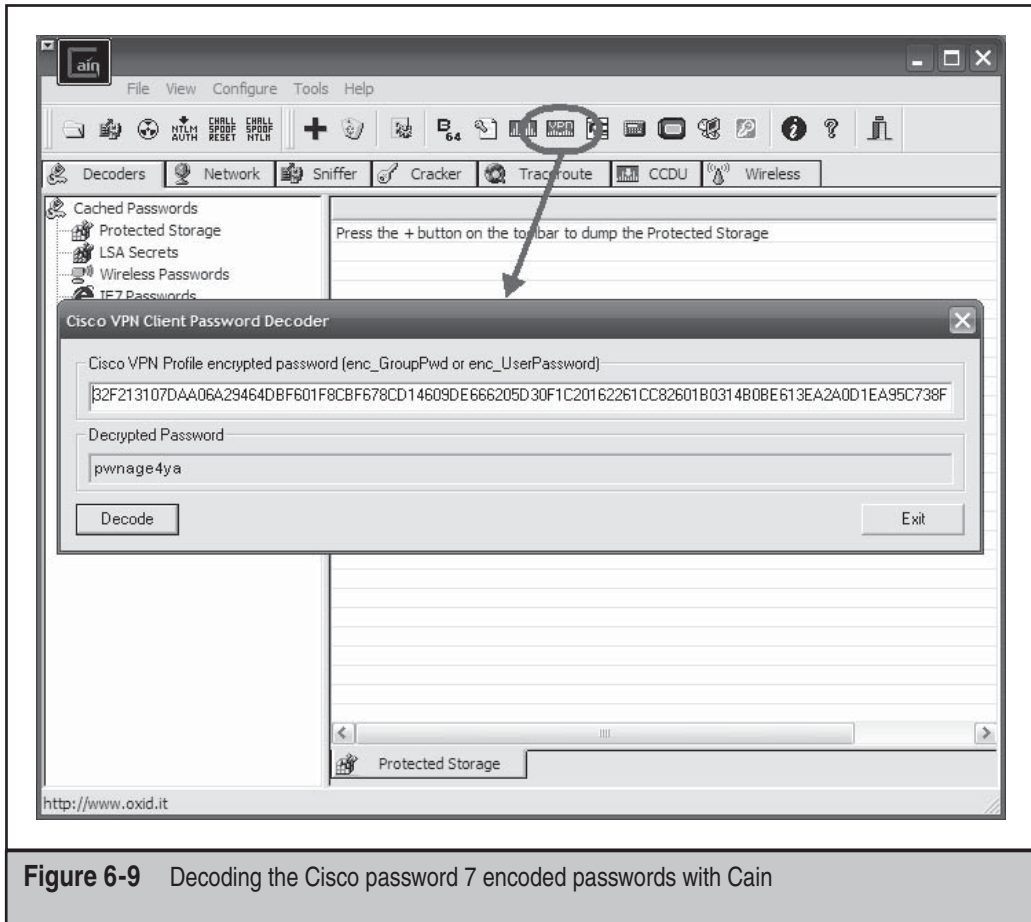 aín
File View Configure Tools Help
NTLM AUTH CHALL SPOOF RESET CHALL SPOOF NTLM B64 VPN
Decoders Network Sniffer Cracker Traceroute CCDU Wireless
Cached Passwords
Protected Storage
LSA Secrets
Wireless Passwords
IE7 Passwords
Press the + button on the toolbar to dump the Protected Storage
Cisco VPN Client Password Decoder
Cisco VPN Profile encrypted password (enc_GroupPwd or enc_UserPassword)
32F213107DAA06A29464DBF601F8CBF678CD14609DE666205D30F1C20162261CC82601B0314B0BE613EA2A0D1EA95C738F
Decrypted Password
pwnage4ya
Decode Exit
Protected Storage
http://www.oxid.it
Figure 6-9 Decoding the Cisco password 7 encoded passwords with Cain